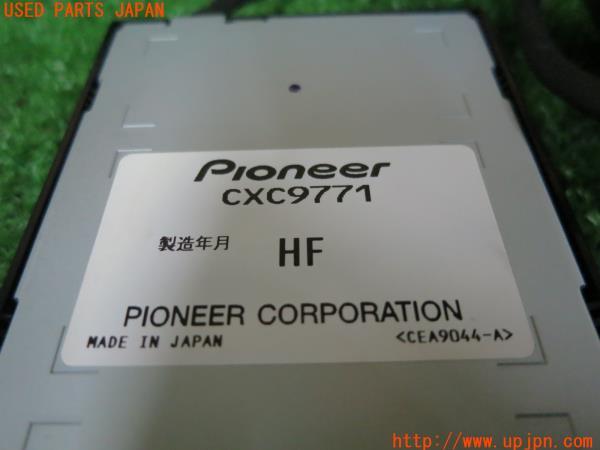 USED PARTS JAPAN
Pioneer
CXC9771
製造年月 HF
PIONEER CORPORATION
MADE IN JAPAN <CEA9044-A>
http://www.upjpn.com/